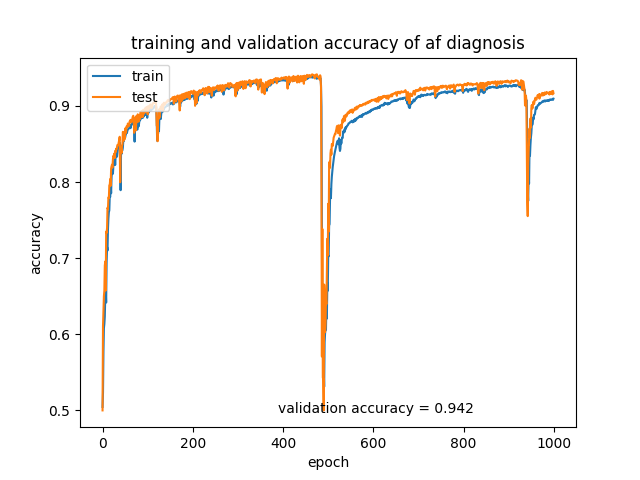 training and validation accuracy of af diagnosis
train
test
0.9
0.8
0.7
0.6
0.5
accuracy
validation accuracy = 0.942
0
200
400
600
800
1000
epoch